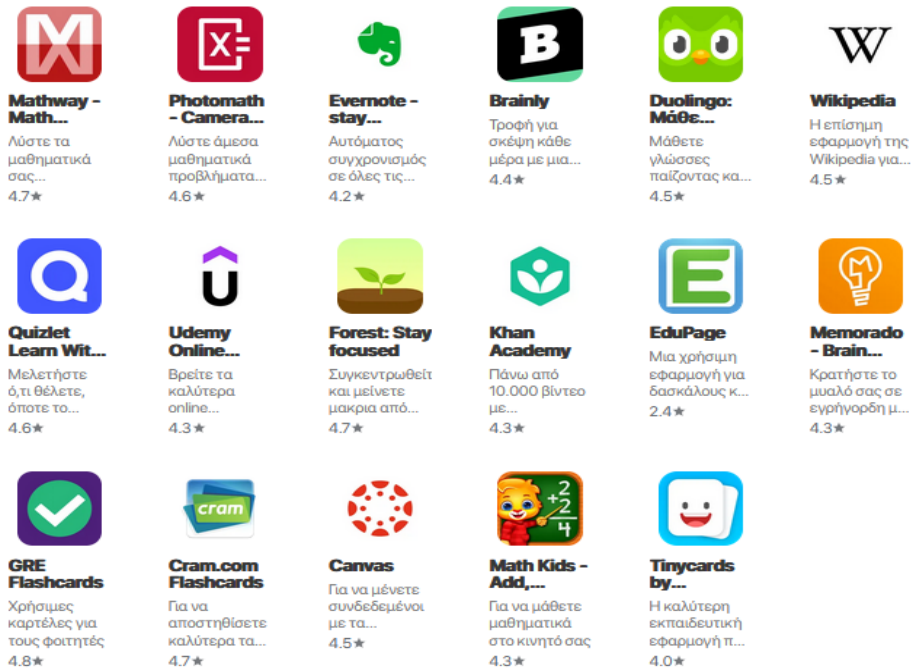 Mathway -
Math...
Λύστε τα
μαθηματικά
σας...
4.7★
Photomath
- Camera...
Λύστε άμεσα
μαθηματικά
προβλήματα...
4.6★
Evernote -
stay...
Αυτόματος
συγχρονισμός
σε όλες τις...
4.2★
B
Brainly
Τροφή για
σκέψη κάθε
μέρα με μια...
4.4★
Duolingo:
Μάθε...
Μάθετε
γλώσσες
παίζοντας κα...
4.5★
W
Wikipedia
Η επίσημη
εφαρμογή της
Wikipedia για...
4.5★
Quizlet
Learn Wit...
Μελετήστε
ό,τι θέλετε,
όποτε το...
4.6★
Udemy
Online...
Βρείτε τα
καλύτερα
online...
4.3★
Forest: Stay
focused
Συγκεντρωθείτ
και μείνετε
μακρια από...
4.7★
Khan
Academy
Πάνω από
10.000 βίντεο
με...
4.3★
E
EduPage
Μια χρήσιμη
εφαρμογή για
δασκάλους κ...
2.4★
Memorado
- Brain...
Κρατήστε το
μυαλό σας σε
εγρήγορδη μ...
4.3★
GRE
Flashcards
Χρήσιμες
καρτέλες για
τους φοιτητές
4.8★
cram
Cram.com
Flashcards
Για να
αποστηθίσετε
καλύτερα τα...
4.7★
Canvas
Για να μένετε
συνδεδεμένοι
με τα...
4.5★
2
+2
4
Math Kids -
Add,...
Για να μάθετε
μαθηματικά
στο κινητό σας
4.3★
Tinycards
by...
Η καλύτερη
εκπαιδευτική
εφαρμογή π...
4.0★